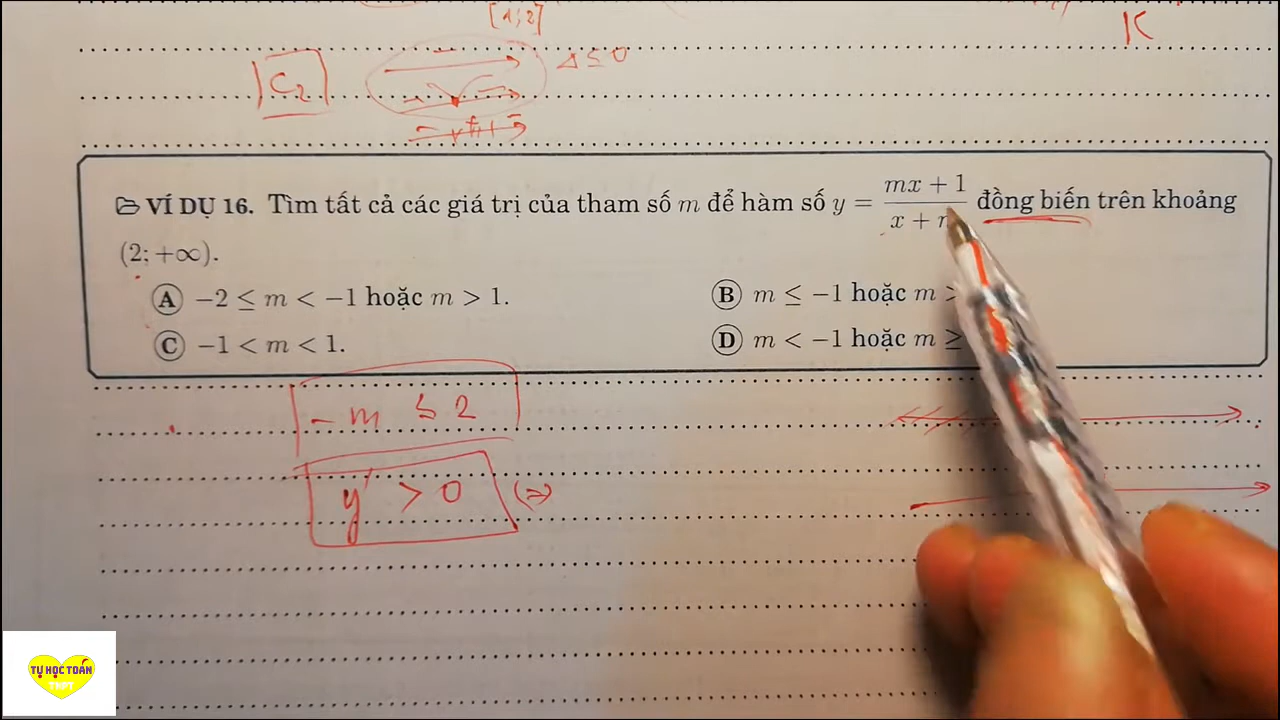 [1;2]
K
C2
Δ ≤ 0
VÍ DỤ 16. Tìm tất cả các giá trị của tham số m để hàm số y = (mx + 1)/(x + đồng biến trên khoảng
(2; +∞).
A −2 ≤ m < −1 hoặc m > 1.
B m ≤ −1 hoặc m >
C −1 < m < 1.
D m < −1 hoặc m ≥
− m ≤ 2
y' > 0 (⇒)
TỰ HỌC TOÁN
THPT